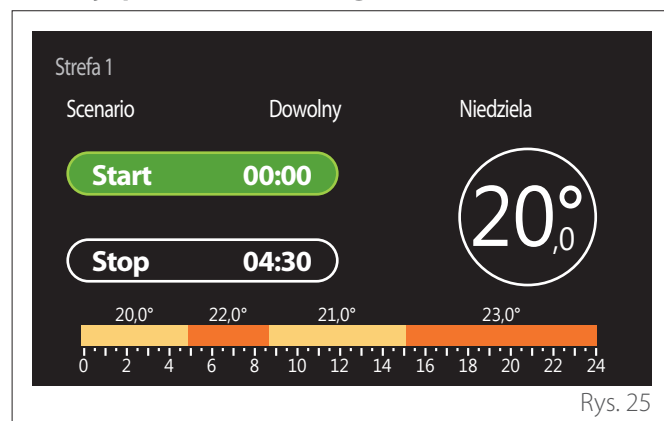 Strefa 1
Scenario Dowolny Niedziela
Start 00:00
20,0°
Stop 04:30
20,0° 22,0° 21,0° 23,0°
0 2 4 6 8 10 12 14 16 18 20 22 24
Rys. 25